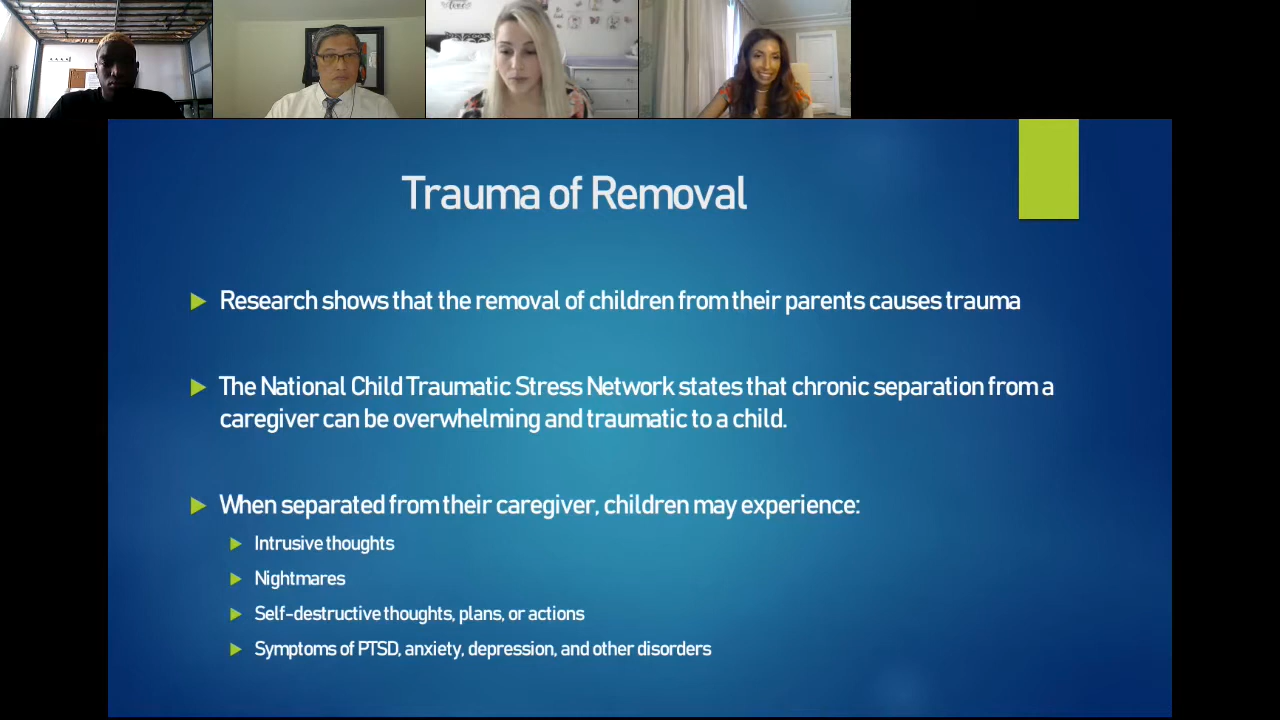 Trauma of Removal
Research shows that the removal of children from their parents causes trauma
The National Child Traumatic Stress Network states that chronic separation from a
caregiver can be overwhelming and traumatic to a child.
When separated from their caregiver, children may experience:
Intrusive thoughts
Nightmares
Self-destructive thoughts, plans, or actions
Symptoms of PTSD, anxiety, depression, and other disorders